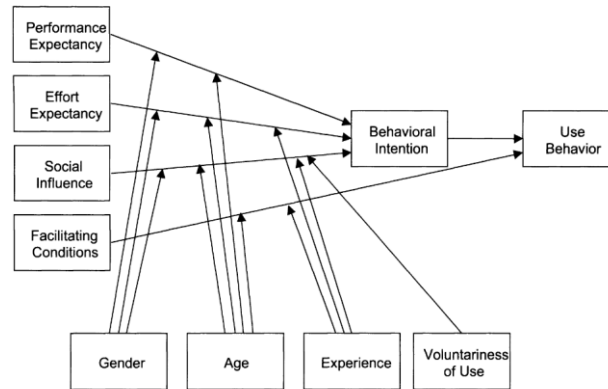 Performance
Expectancy
Effort
Expectancy
Social
Influence
Facilitating
Conditions
Behavioral
Intention
Use
Behavior
Gender
Age
Experience
Voluntariness
of Use